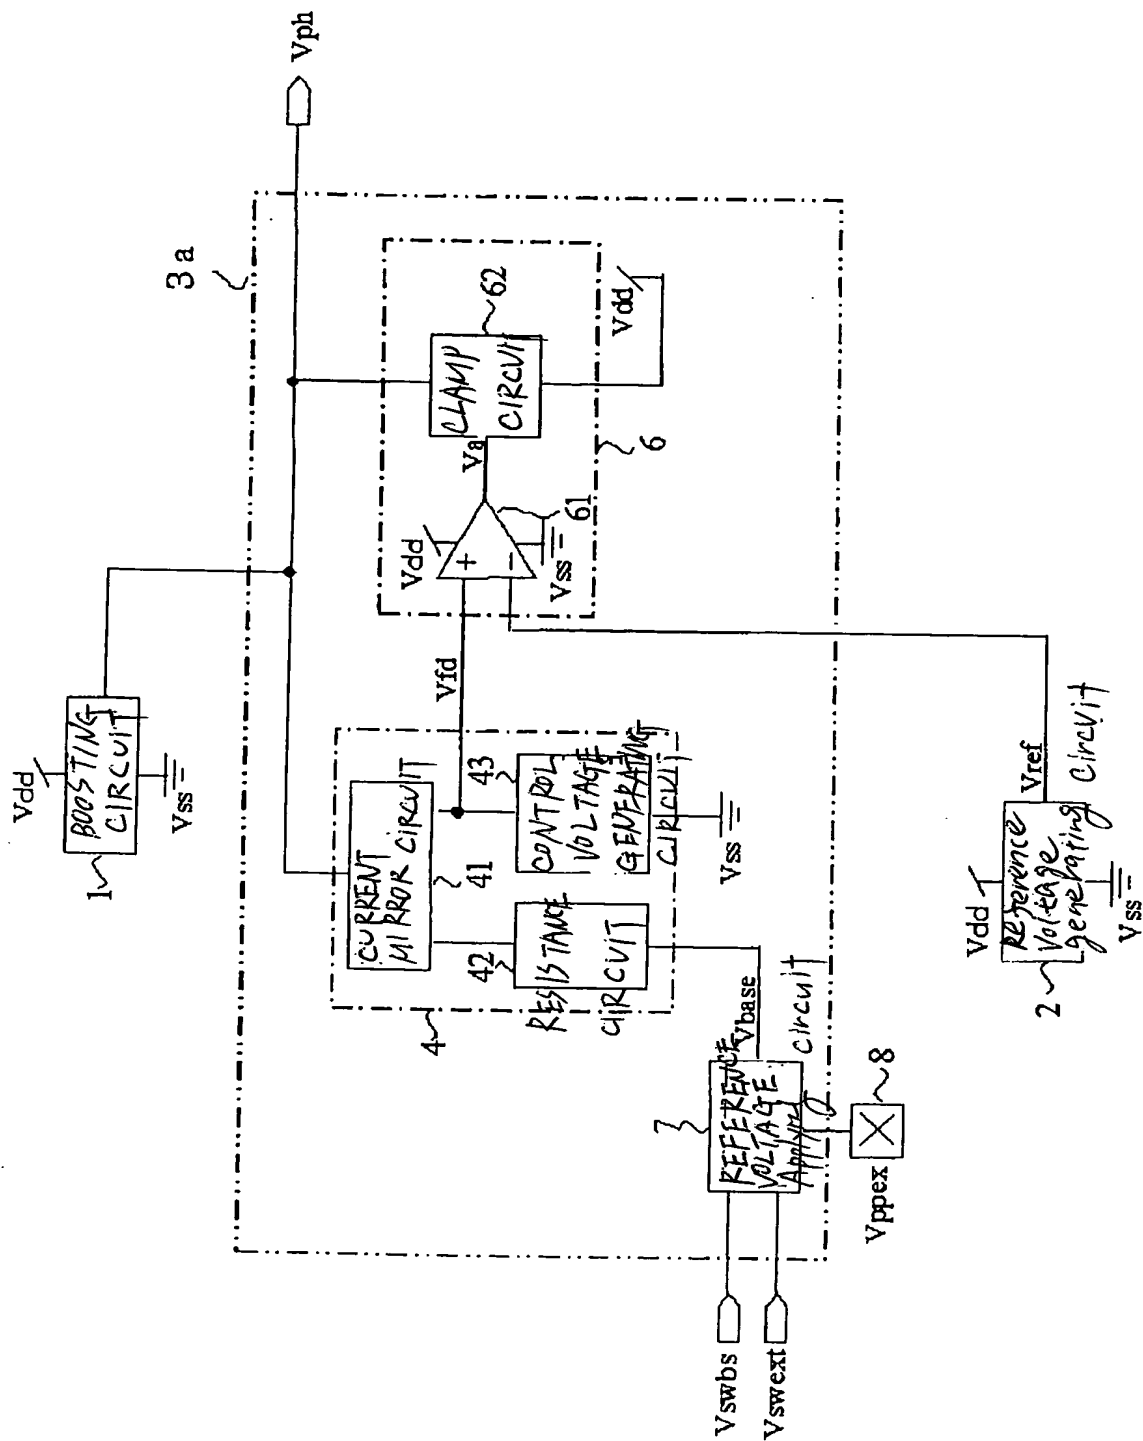 Vph
3a
Vdd
BOOSTING
CIRCUIT
Vss
1
CLAMP
CIRCUIT
62
Va
Vdd
6
Vdd
+
−
61
Vss
Vfd
4
CURRENT
MIRROR CIRCUIT
41
42
RESISTANCE
CIRCUIT
43
CONTROL
VOLTAGE
GENERATING
CIRCUIT
Vss
Vref
Vdd
Reference
Voltage
generating Circuit
Vss
2
Vbase
7
REFERENCE
VOLTAGE
Applying circuit
8
Vppex
Vswbs
Vswext